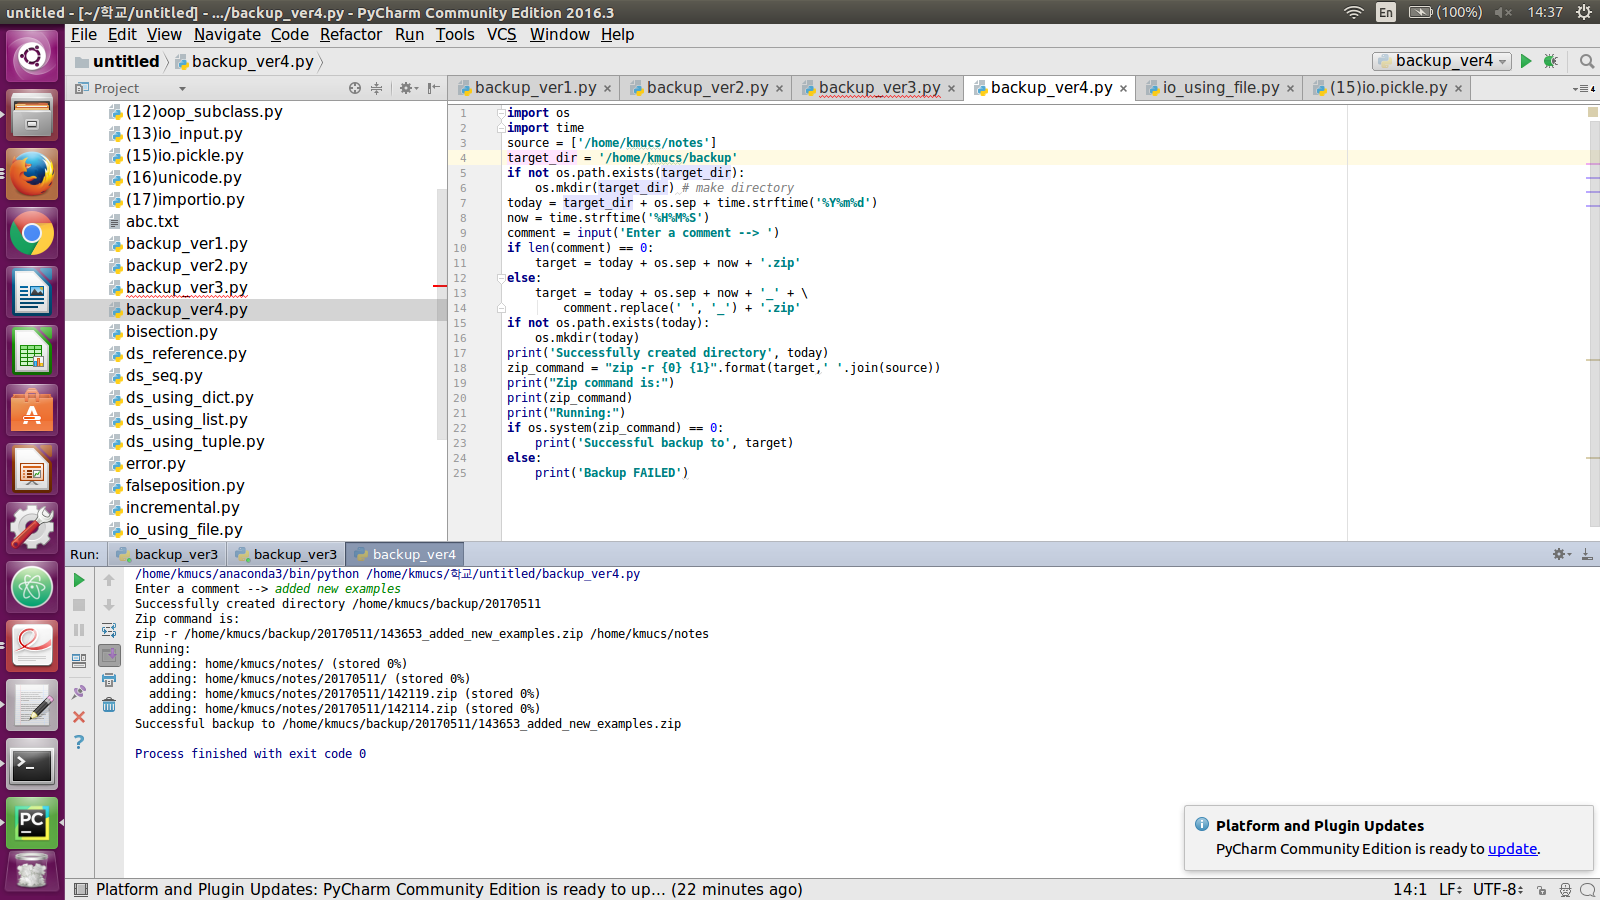 untitled - [~/학교/untitled] - .../backup_ver4.py - PyCharm Community Edition 2016.3
En (100%) 14:37
File Edit View Navigate Code Refactor Run Tools VCS Window Help
untitled backup_ver4.py
backup_ver4
Project
backup_ver1.py × backup_ver2.py × backup_ver3.py × backup_ver4.py × io_using_file.py × (15)io.pickle.py ×
4
(12)oop_subclass.py
(13)io_input.py
(15)io.pickle.py
(16)unicode.py
(17)importio.py
abc.txt
backup_ver1.py
backup_ver2.py
backup_ver3.py
backup_ver4.py
bisection.py
ds_reference.py
ds_seq.py
ds_using_dict.py
ds_using_list.py
ds_using_tuple.py
error.py
falseposition.py
incremental.py
io_using_file.py
1 import os
2 import time
3 source = ['/home/kmucs/notes']
4 target_dir = '/home/kmucs/backup'
5 if not os.path.exists(target_dir):
6     os.mkdir(target_dir) # make directory
7 today = target_dir + os.sep + time.strftime('%Y%m%d')
8 now = time.strftime('%H%M%S')
9 comment = input('Enter a comment --> ')
10 if len(comment) == 0:
11     target = today + os.sep + now + '.zip'
12 else:
13     target = today + os.sep + now + '_' + \
14         comment.replace(' ', '_') + '.zip'
15 if not os.path.exists(today):
16     os.mkdir(today)
17 print('Successfully created directory', today)
18 zip_command = "zip -r {0} {1}".format(target,' '.join(source))
19 print("Zip command is:")
20 print(zip_command)
21 print("Running:")
22 if os.system(zip_command) == 0:
23     print('Successful backup to', target)
24 else:
25     print('Backup FAILED')
Run: backup_ver3 backup_ver3 backup_ver4
/home/kmucs/anaconda3/bin/python /home/kmucs/학교/untitled/backup_ver4.py
Enter a comment --> added new examples
Successfully created directory /home/kmucs/backup/20170511
Zip command is:
zip -r /home/kmucs/backup/20170511/143653_added_new_examples.zip /home/kmucs/notes
Running:
  adding: home/kmucs/notes/ (stored 0%)
  adding: home/kmucs/notes/20170511/ (stored 0%)
  adding: home/kmucs/notes/20170511/142119.zip (stored 0%)
  adding: home/kmucs/notes/20170511/142114.zip (stored 0%)
Successful backup to /home/kmucs/backup/20170511/143653_added_new_examples.zip
Process finished with exit code 0
PC
Platform and Plugin Updates
PyCharm Community Edition is ready to update.
Platform and Plugin Updates: PyCharm Community Edition is ready to up... (22 minutes ago)
14:1 LF UTF-8